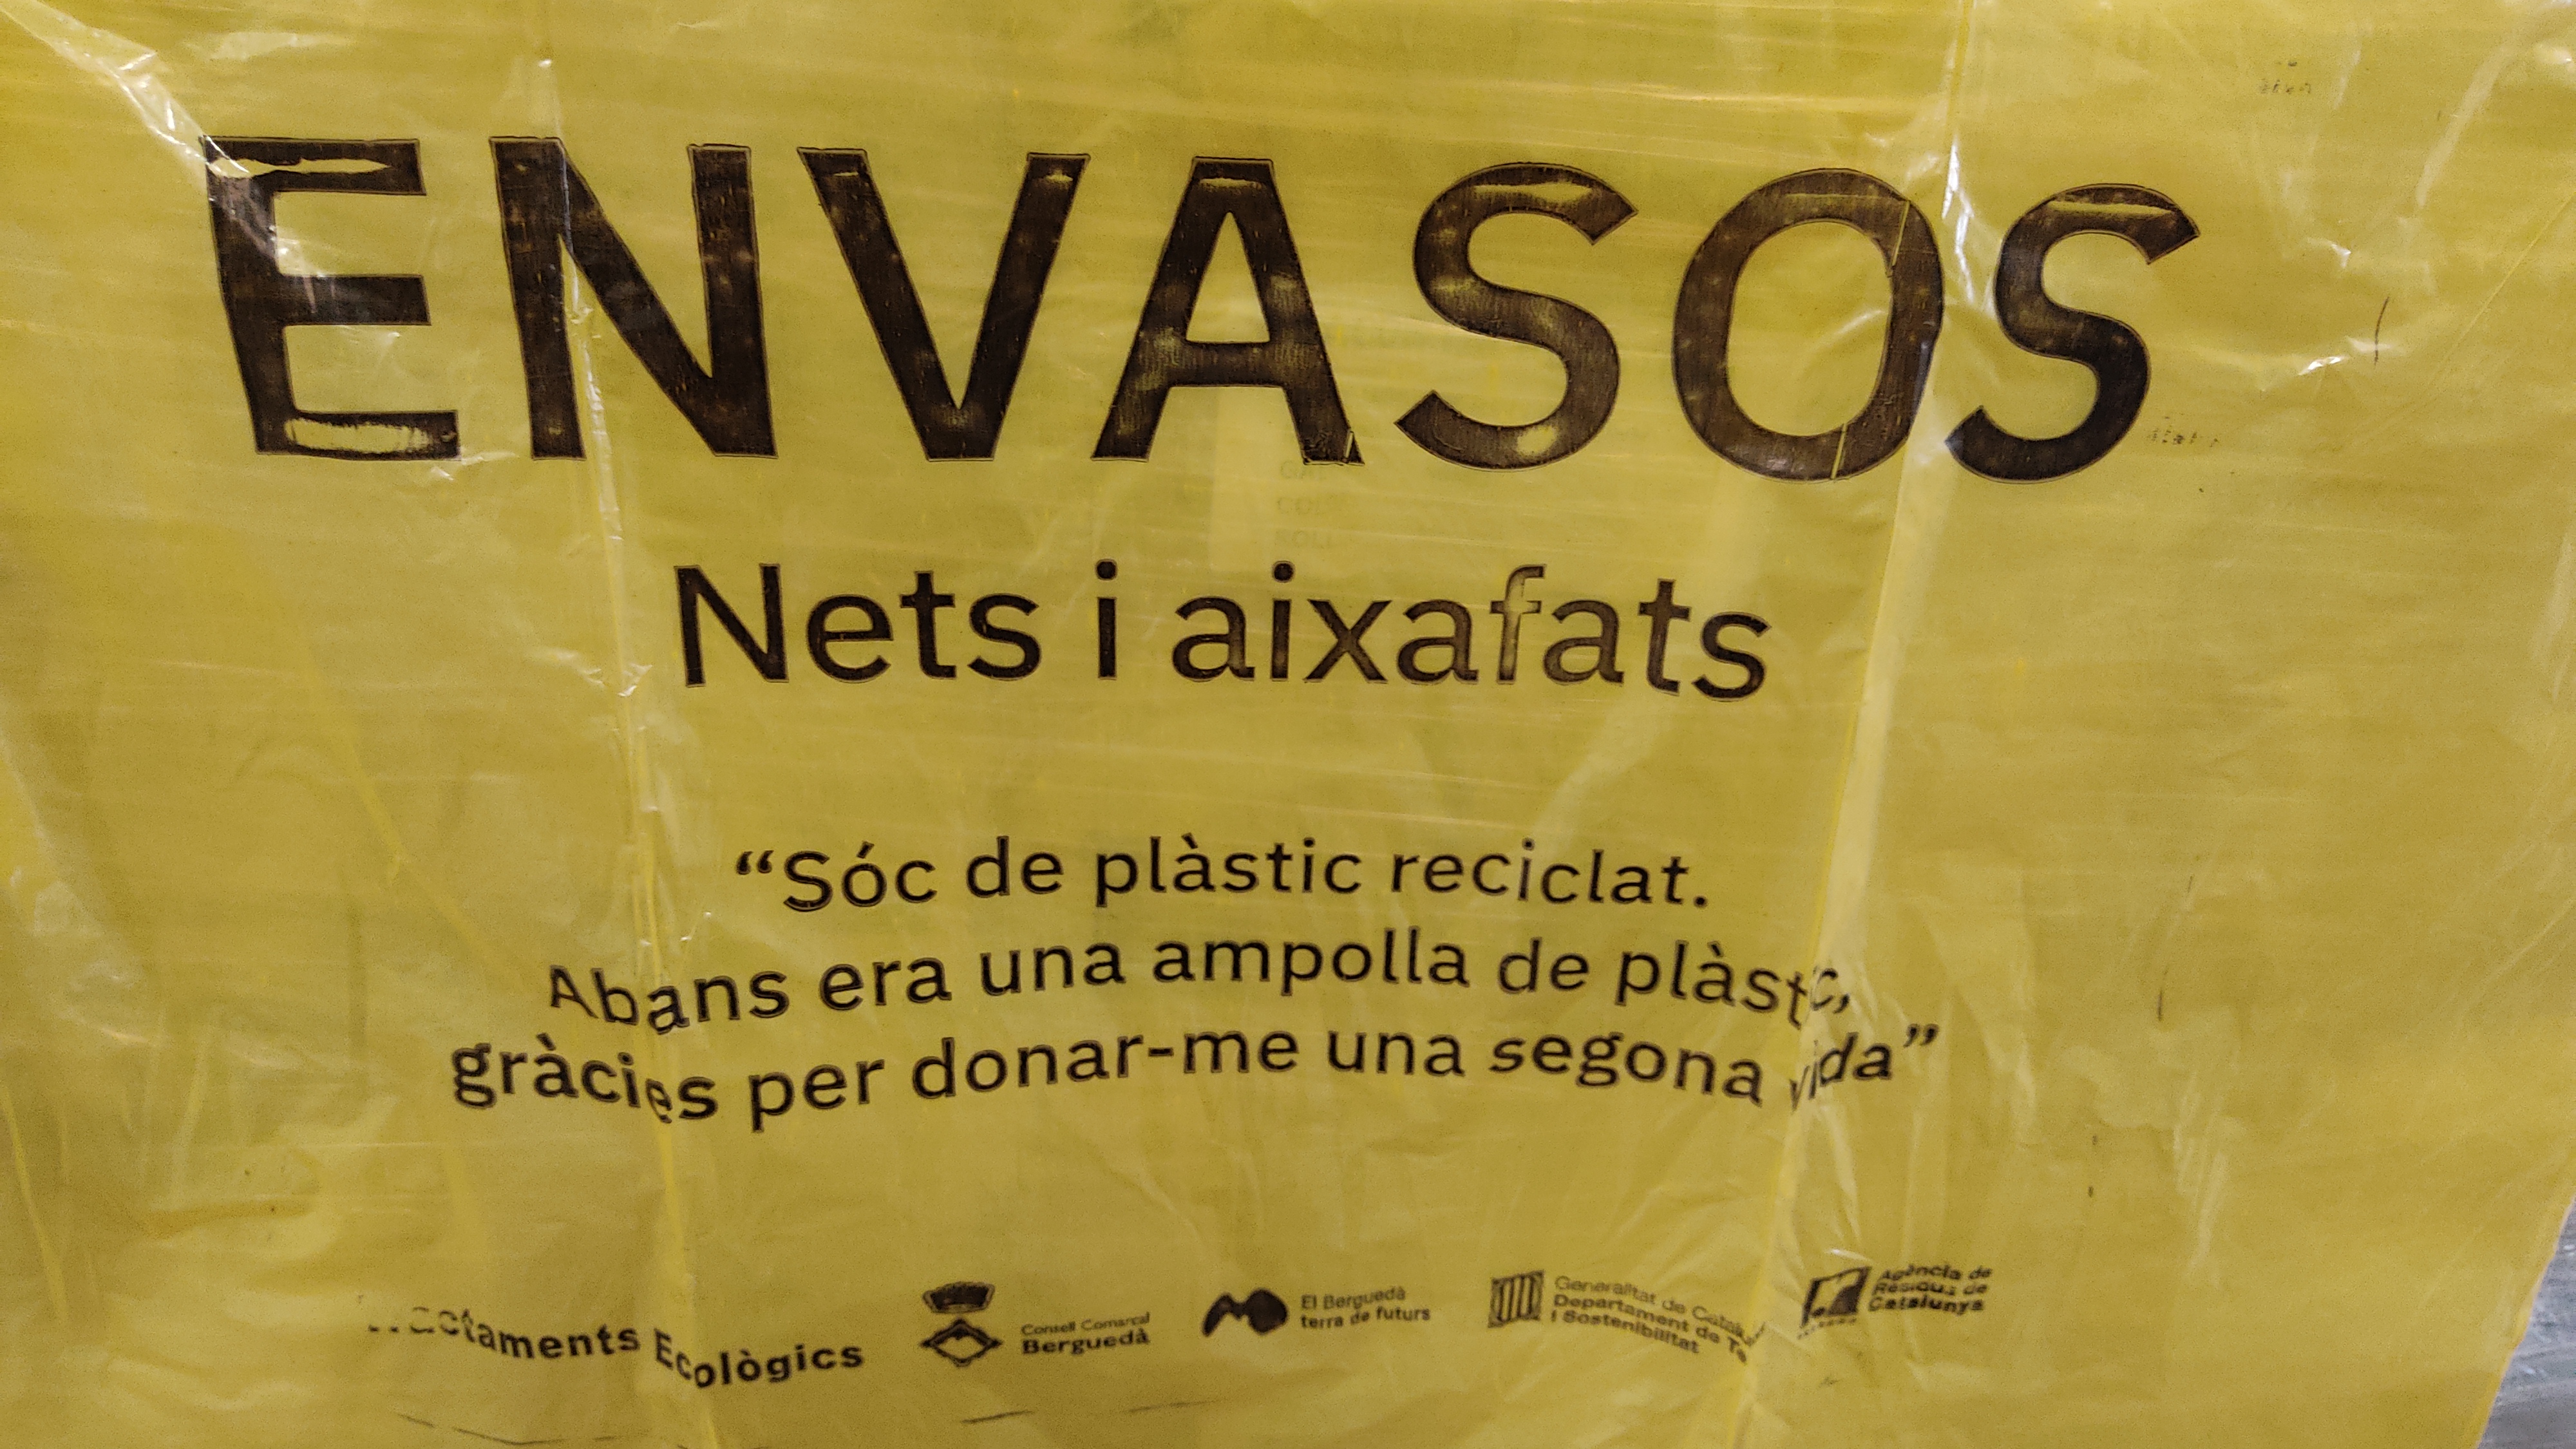 ENVASOS
Nets i aixafats
“Sóc de plàstic reciclat.
Abans era una ampolla de plàstic,
gràcies per donar-me una segona vida”
Ecològics
Consell Comarcal
Berguedà
El Berguedà
terra de futurs
Generalitat de
Departament de
i Sostenibilitat
Agència de
Residus de
Catalunya